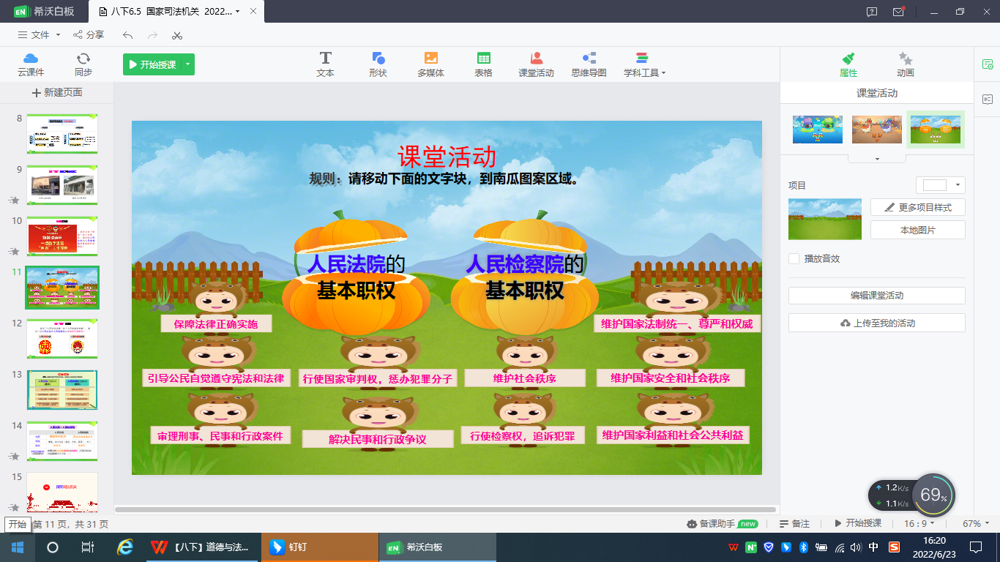 希沃白板
八下6.5 国家司法机关 2022...
文件
分享
云课件
同步
开始授课
文本
形状
多媒体
表格
课堂活动
思维导图
学科工具
属性
动画
新建页面
课堂活动
8
9
10
11
12
13
14
15
课堂活动
规则：请移动下面的文字块，到南瓜图案区域。
人民法院的
基本职权
人民检察院的
基本职权
保障法律正确实施
维护国家法制统一、尊严和权威
引导公民自觉遵守宪法和法律
行使国家审判权，惩办犯罪分子
维护社会秩序
维护国家安全和社会秩序
审理刑事、民事和行政案件
解决民事和行政争议
行使检察权，追诉犯罪
维护国家利益和社会公共利益
项目
更多项目样式
本地图片
播放音效
编辑课堂活动
上传至我的活动
1.2K/s
1.1K/s
69%
开始
第 11 页，共 31 页
备课助手 new
备注
开始授课
16 : 9
67%
【八下】道德与法...
钉钉
希沃白板
中
16:20
2022/6/23